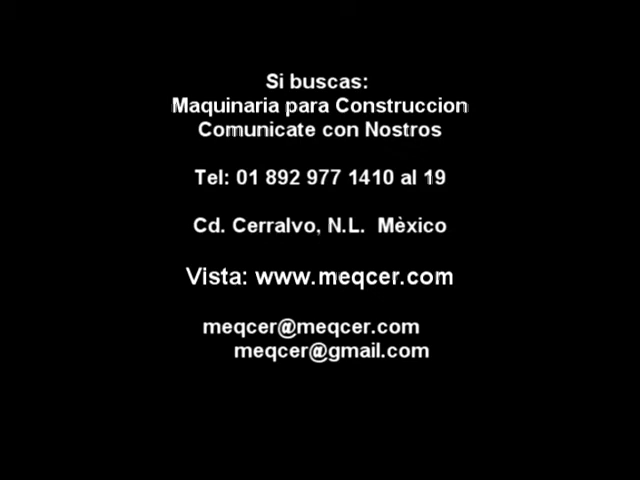 Si buscas:
Maquinaria para Construccion
Comunicate con Nostros
Tel: 01 892 977 1410 al 19
Cd. Cerralvo, N.L. Mèxico
Vista: www.meqcer.com
meqcer@meqcer.com
meqcer@gmail.com